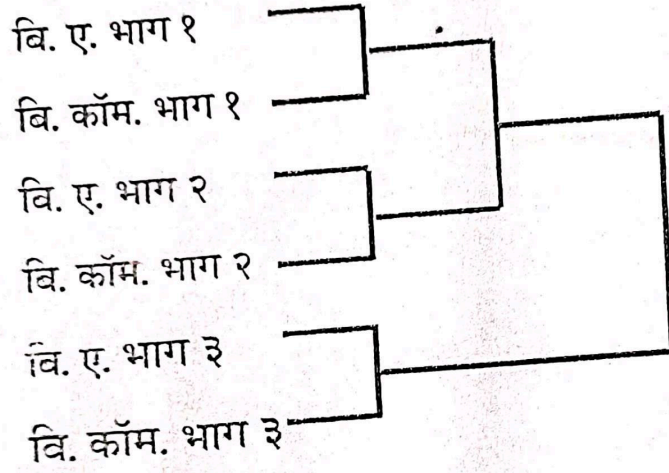 बि. ए. भाग १
बि. कॉम. भाग १
बि. ए. भाग २
बि. कॉम. भाग २
बि. ए. भाग ३
बि. कॉम. भाग ३